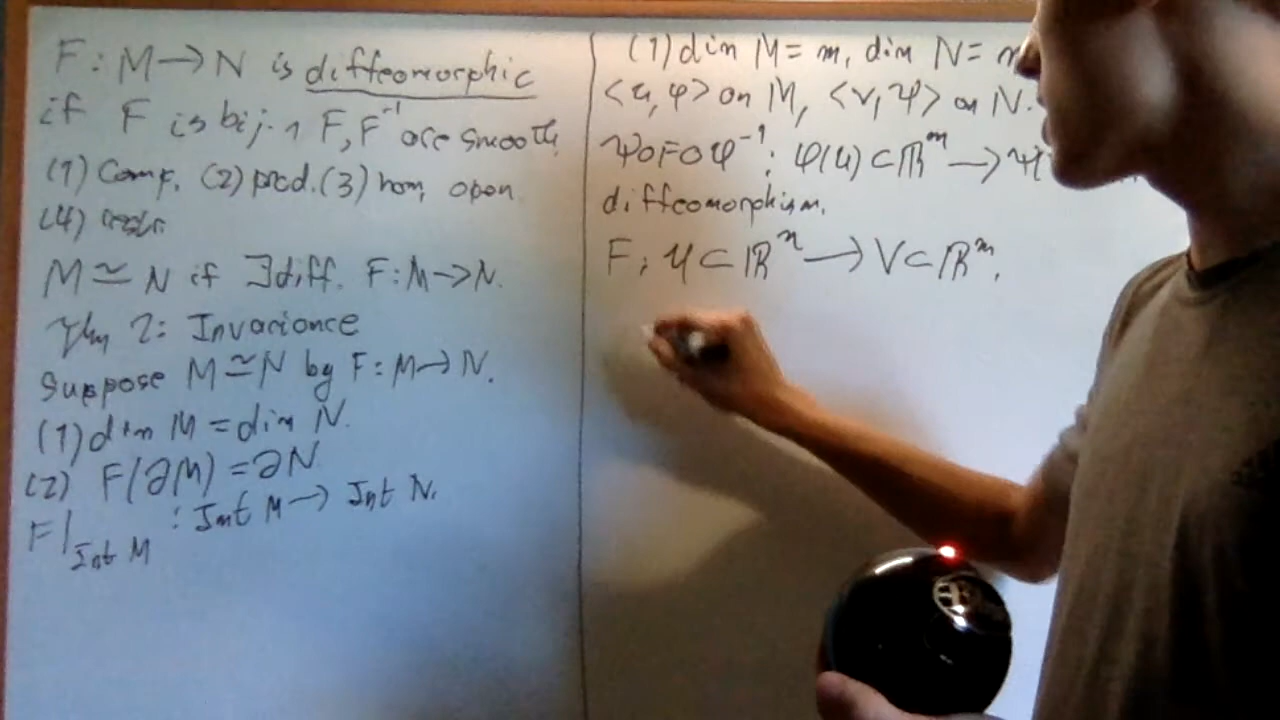 F : M → N is diffeomorphic
if F is bij. ∧ F, F⁻¹ are smooth
(1) Comp. (2) prod. (3) hom, open
(4) restr.
M ≃ N if ∃ diff. F : M → N.
Thm 2: Invariance
Suppose M ≃ N by F : M → N.
(1) dim M = dim N.
(2) F(∂M) = ∂N
F|_{Int M} : Int M → Int N.
(1) dim M = m, dim N = n
<U, φ> on M, <V, ψ> on N.
ψ∘F∘φ⁻¹ : φ(U) ⊂ ℝᵐ → ψ(
diffeomorphism.
F : U ⊂ ℝⁿ → V ⊂ ℝᵐ.